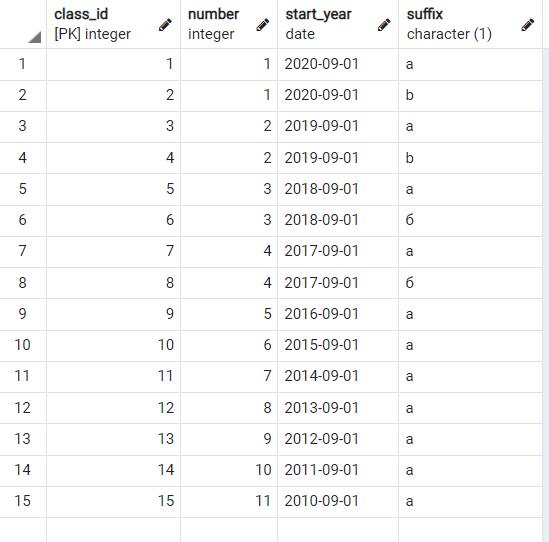 class_id number start_year suffix
[PK] integer integer date character (1)
1 1 1 2020-09-01 a
2 2 1 2020-09-01 b
3 3 2 2019-09-01 a
4 4 2 2019-09-01 b
5 5 3 2018-09-01 а
6 6 3 2018-09-01 б
7 7 4 2017-09-01 а
8 8 4 2017-09-01 б
9 9 5 2016-09-01 а
10 10 6 2015-09-01 а
11 11 7 2014-09-01 а
12 12 8 2013-09-01 а
13 13 9 2012-09-01 а
14 14 10 2011-09-01 а
15 15 11 2010-09-01 а